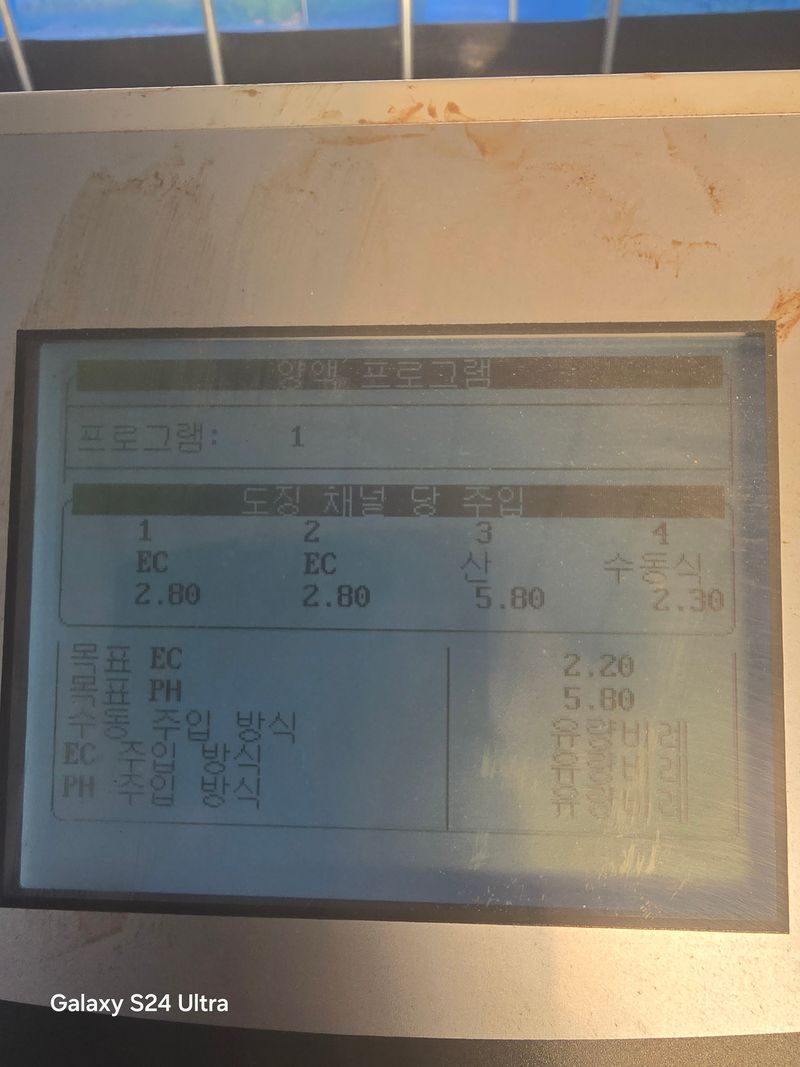 양액 프로그램
프로그램: 1
도징 채널 당 주입
1 2 3 4
EC EC 산 수동식
2.80 2.80 5.80 2.30
목표 EC 2.20
목표 PH 5.80
수동 주입 방식 유량비례
EC 주입 방식 유량비례
PH 주입 방식 유량비례
Galaxy S24 Ultra